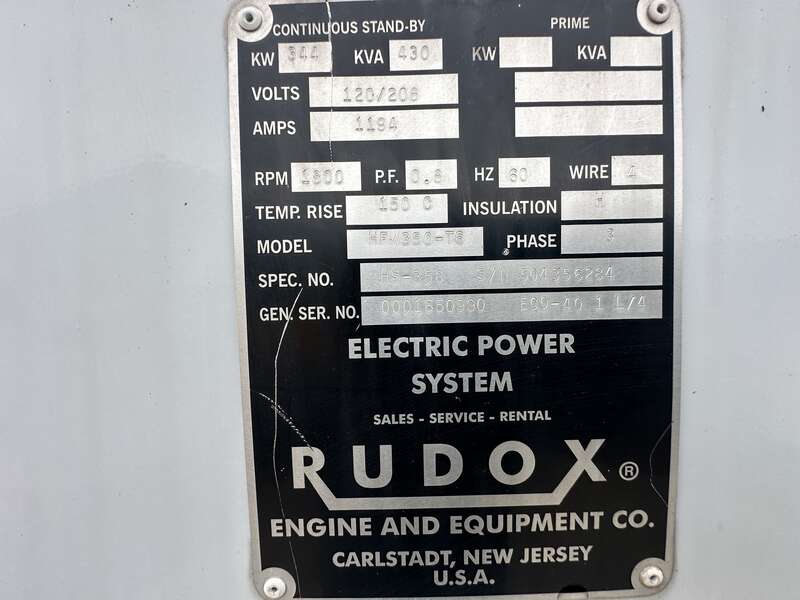 CONTINUOUS STAND-BY PRIME
KW 344 KVA 430 KW KVA
VOLTS 120/208
AMPS 1194
RPM 1800 P.F. 0.8 HZ 60 WIRE 4
TEMP. RISE 150 C INSULATION H
MODEL PHASE 3
SPEC. NO. S/N
GEN. SER. NO. 1 L/4
ELECTRIC POWER
SYSTEM
SALES - SERVICE - RENTAL
RUDOX ®
ENGINE AND EQUIPMENT CO.
CARLSTADT, NEW JERSEY
U.S.A.